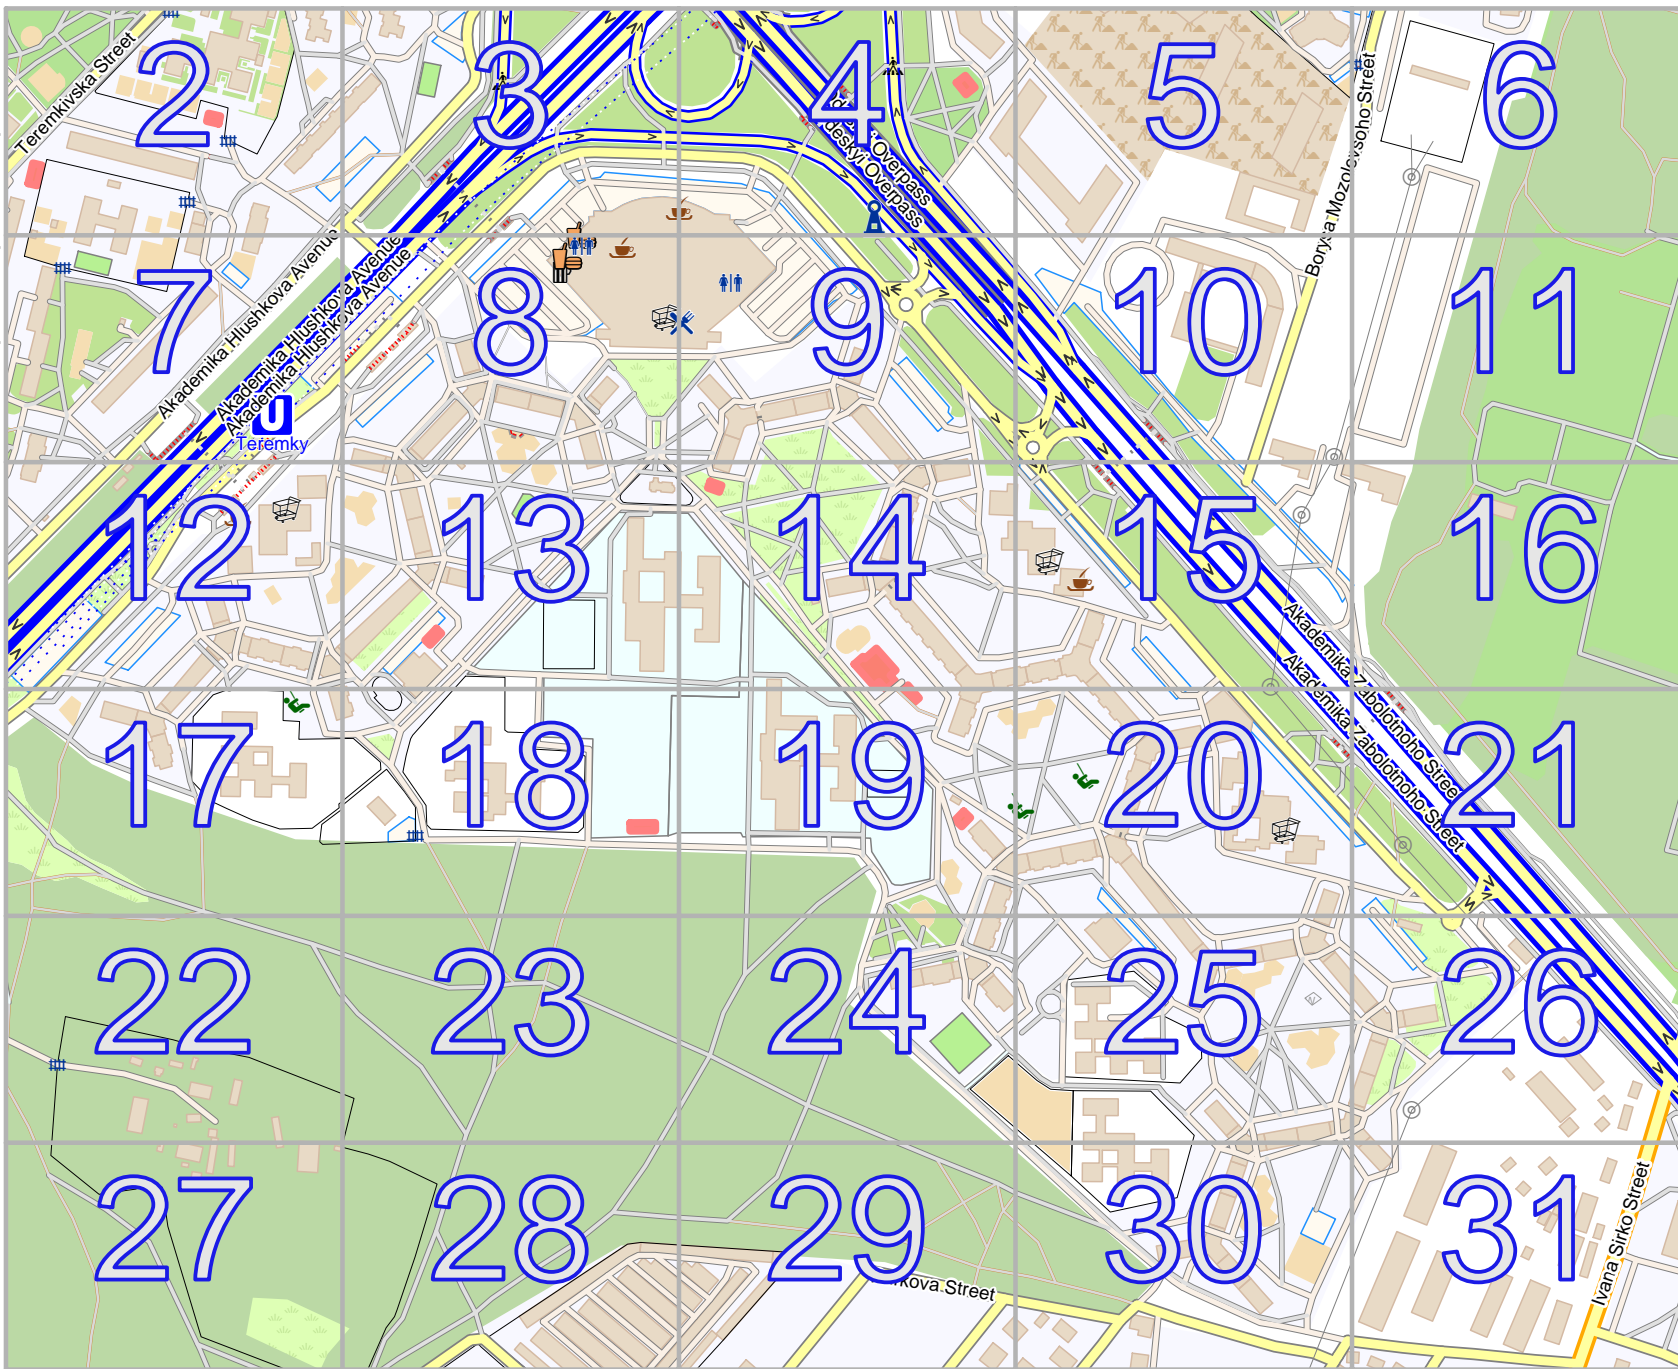 2
3
4
5
6
Teremkivska Street
Borysa Mozolevsoho Street
Overpass
Overpass
7
8
9
10
11
Akademika Hlushkova Avenue
Akademika Hlushkova Avenue
Akademika Hlushkova Avenue
Teremky
12
13
14
15
16
Akademika Zabolotnoho Street
Akademika Zabolotnoho Street
17
18
19
20
21
22
23
24
25
26
27
28
29
30
31
Street
Ivana Sirko Street